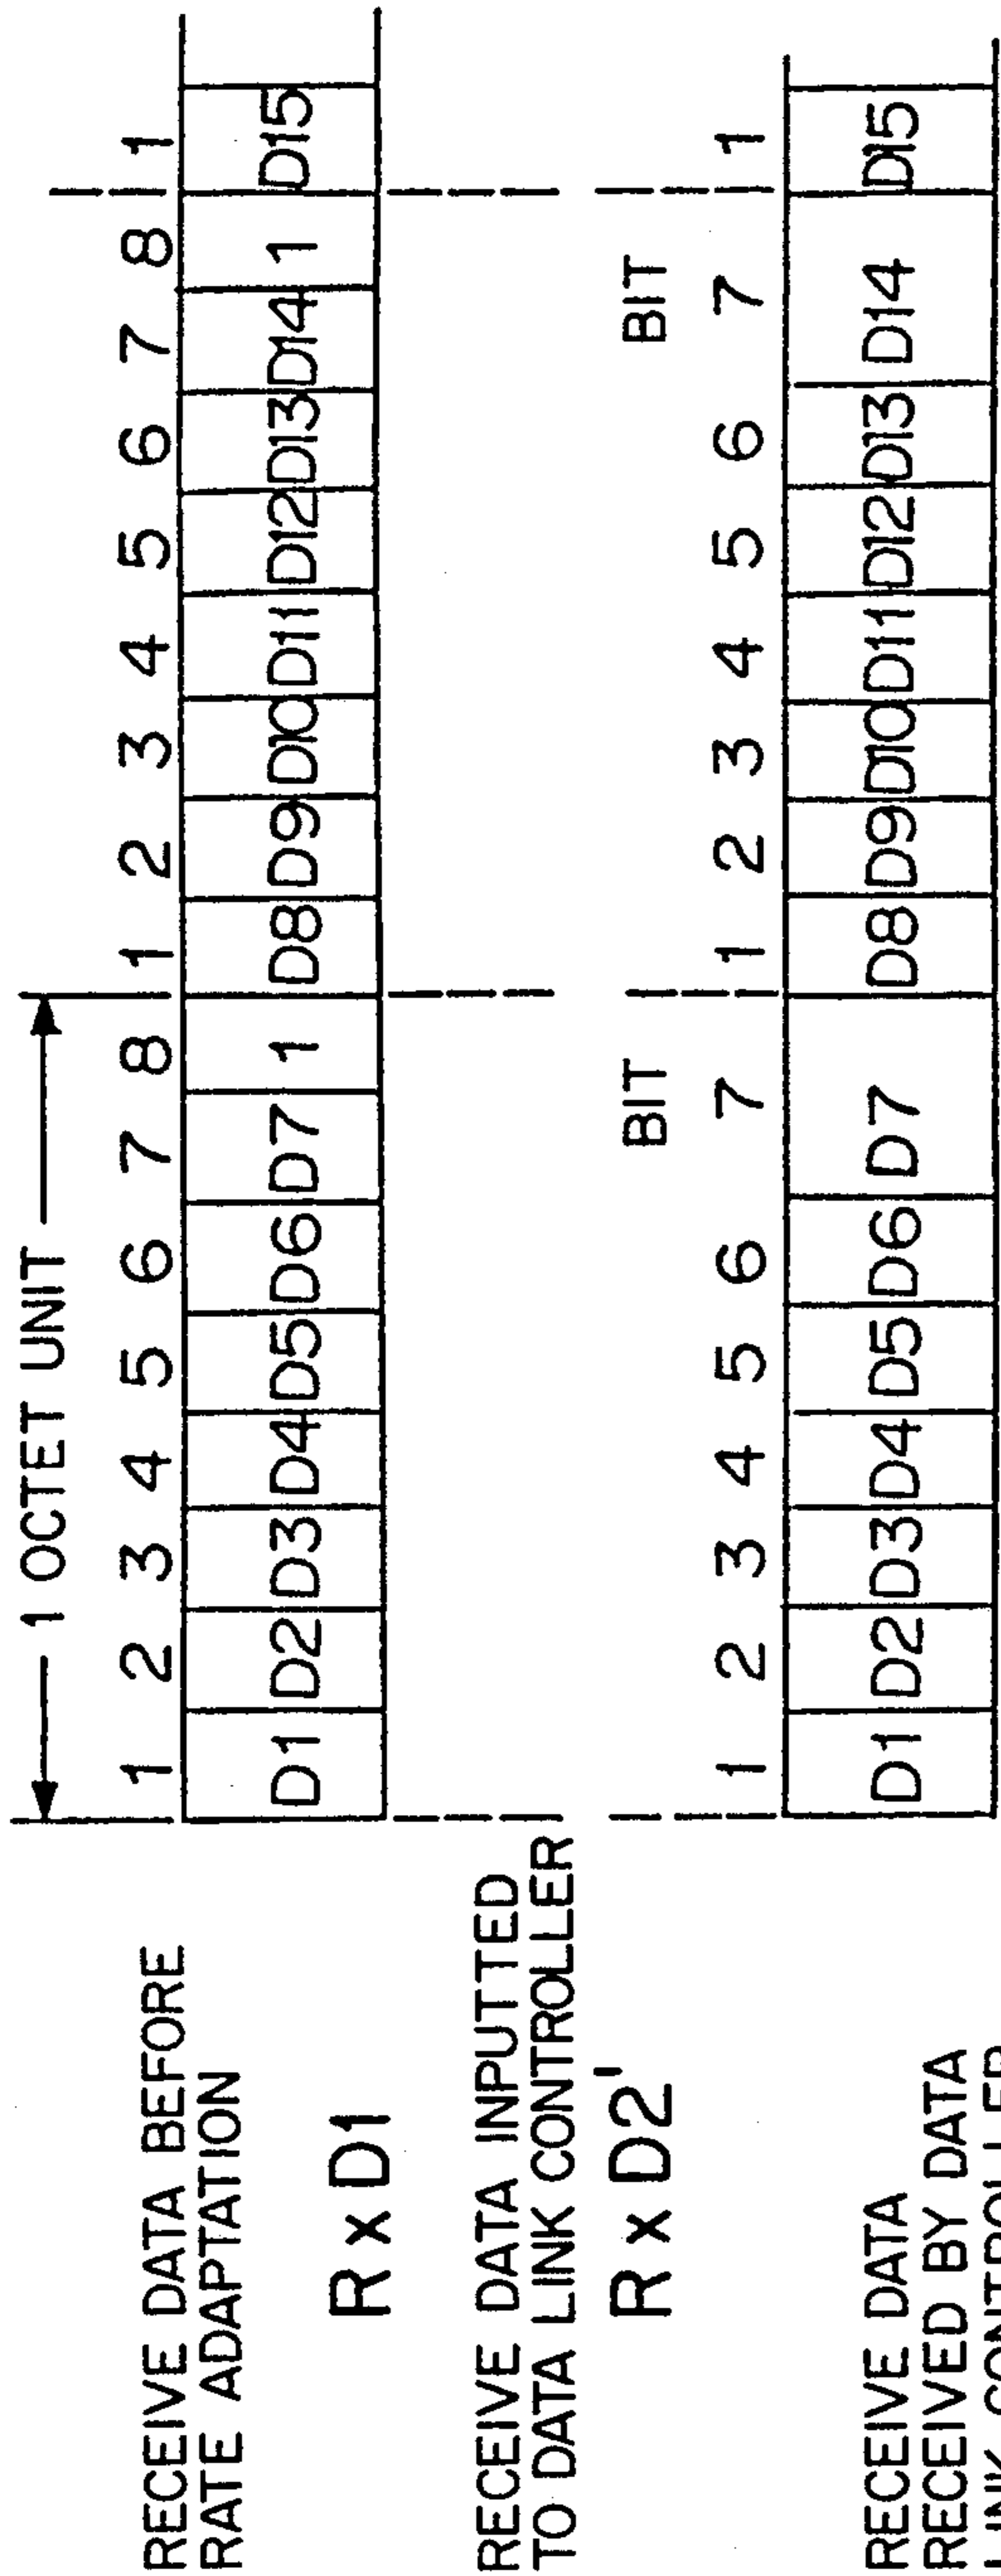 1 OCTET UNIT
1 2 3 4 5 6 7 8 1 2 3 4 5 6 7 8 1
RECEIVE DATA BEFORE
RATE ADAPTATION
D1 D2 D3 D4 D5 D6 D7 1 D8 D9 D10 D11 D12 D13 D14 1 D15
R x D1
RECEIVE DATA INPUTTED
TO DATA LINK CONTROLLER
R x D2'
BIT BIT
1 2 3 4 5 6 7 1 2 3 4 5 6 7 1
D1 D2 D3 D4 D5 D6 D7 D8 D9 D10 D11 D12 D13 D14 D15
RECEIVE DATA
RECEIVED BY DATA
LINK CONTROLLER